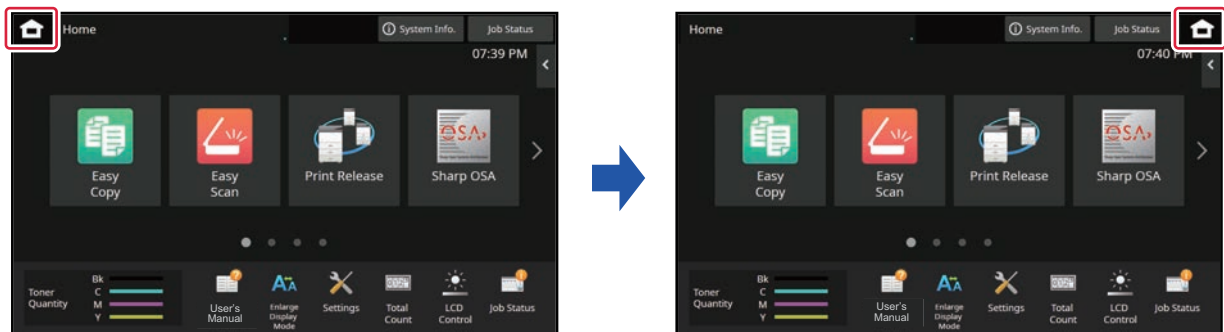 Home
System Info.
Job Status
07:39 PM
Easy
Copy
Easy
Scan
Print Release
OSA
Sharp OSA
Toner
Quantity
Bk
C
M
Y
User's
Manual
Enlarge
Display
Mode
Settings
Total
Count
LCD
Control
Job Status
Home
System Info.
Job Status
07:40 PM
Easy
Copy
Easy
Scan
Print Release
OSA
Sharp OSA
Toner
Quantity
Bk
C
M
Y
User's
Manual
Enlarge
Display
Mode
Settings
Total
Count
LCD
Control
Job Status